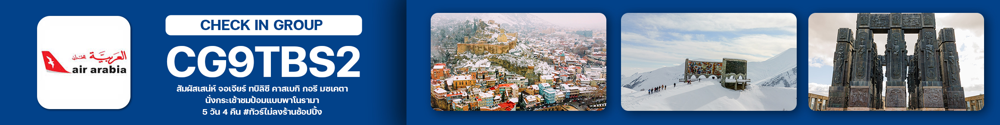 العربية للطيران
air arabia
CHECK IN GROUP
CG9TBS2
สัมผัสเสน่ห์ จอเจียร์ ทบิลิซี คาสเบกิ กอรี มชเคตา
นั่งกระเช้าชมป้อมแบบพาโนรามา
5 วัน 4 คืน #ทัวร์ไม่ลงร้านช้อปปิ้ง